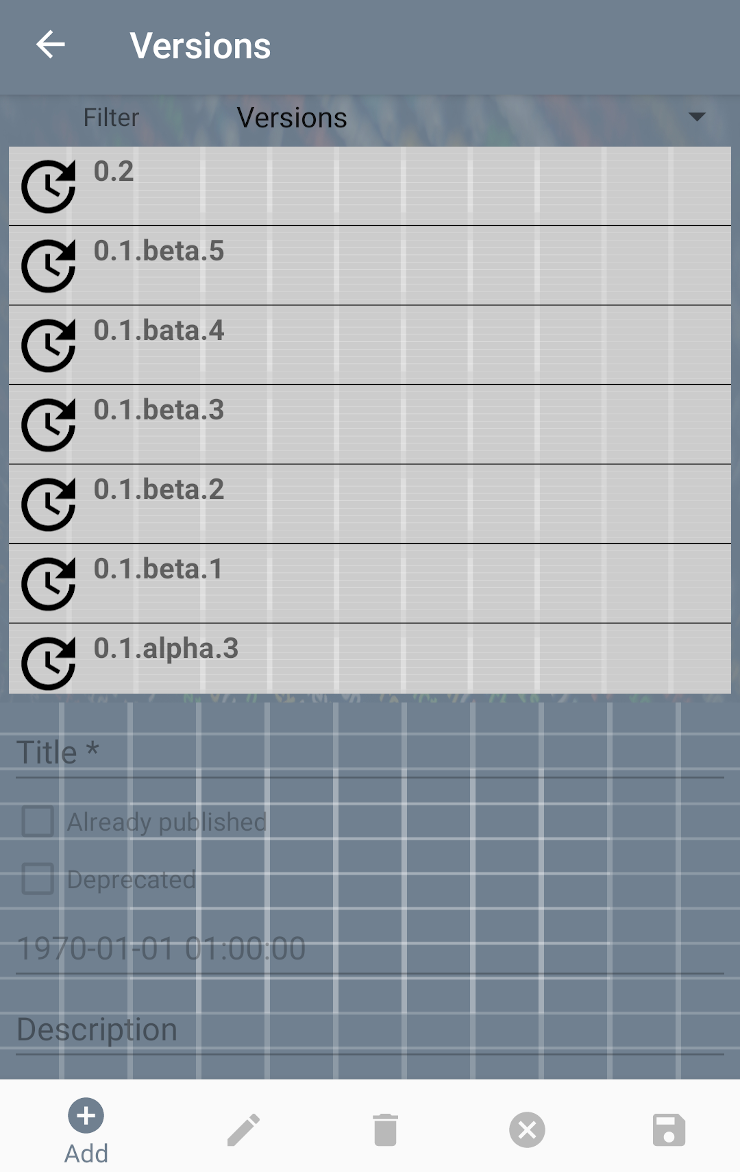 Versions
Filter Versions
0.2
0.1.beta.5
0.1.bata.4
0.1.beta.3
0.1.beta.2
0.1.beta.1
0.1.alpha.3
Title *
Already published
Deprecated
1970-01-01 01:00:00
Description
Add